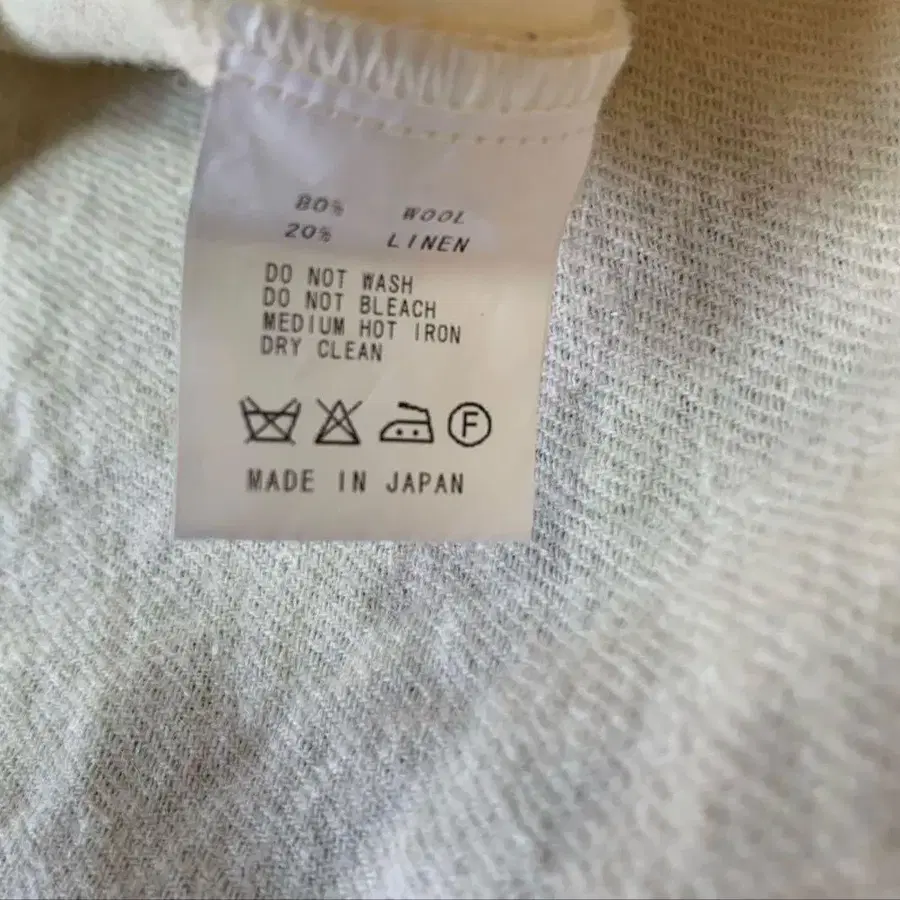 80% WOOL
20% LINEN
DO NOT WASH
DO NOT BLEACH
MEDIUM HOT IRON
DRY CLEAN
F
MADE IN JAPAN